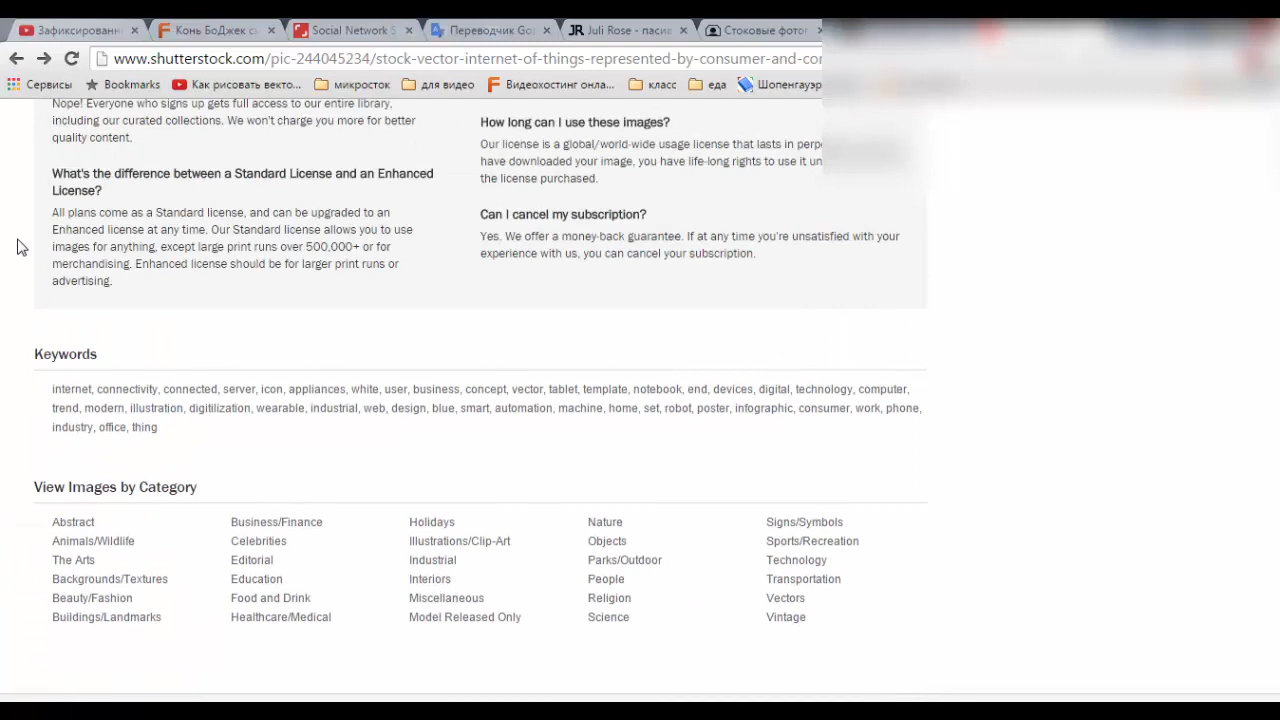 Зафиксированн
Конь БоДжек с
Social Network S
Переводчик Goo
Juli Rose - паси
Стоковые фотог
www.shutterstock.com/pic-244045234/stock-vector-internet-of-things-represented-by-consumer-and-con
Сервисы
Bookmarks
Как рисовать векто...
микросток
для видео
Видеохостинг онла...
класс
еда
Шопенгауэр
Nope! Everyone who signs up gets full access to our entire library,
including our curated collections. We won't charge you more for better
quality content.
What's the difference between a Standard License and an Enhanced
License?
All plans come as a Standard license, and can be upgraded to an
Enhanced license at any time. Our Standard license allows you to use
images for anything, except large print runs over 500,000+ or for
merchandising. Enhanced license should be for larger print runs or
advertising.
How long can I use these images?
Our license is a global/world-wide usage license that lasts in perp
have downloaded your image, you have life-long rights to use it un
the license purchased.
Can I cancel my subscription?
Yes. We offer a money-back guarantee. If at any time you're unsatisfied with your
experience with us, you can cancel your subscription.
Keywords
internet, connectivity, connected, server, icon, appliances, white, user, business, concept, vector, tablet, template, notebook, end, devices, digital, technology, computer,
trend, modern, illustration, digitilization, wearable, industrial, web, design, blue, smart, automation, machine, home, set, robot, poster, infographic, consumer, work, phone,
industry, office, thing
View Images by Category
Abstract
Animals/Wildlife
The Arts
Backgrounds/Textures
Beauty/Fashion
Buildings/Landmarks
Business/Finance
Celebrities
Editorial
Education
Food and Drink
Healthcare/Medical
Holidays
Illustrations/Clip-Art
Industrial
Interiors
Miscellaneous
Model Released Only
Nature
Objects
Parks/Outdoor
People
Religion
Science
Signs/Symbols
Sports/Recreation
Technology
Transportation
Vectors
Vintage